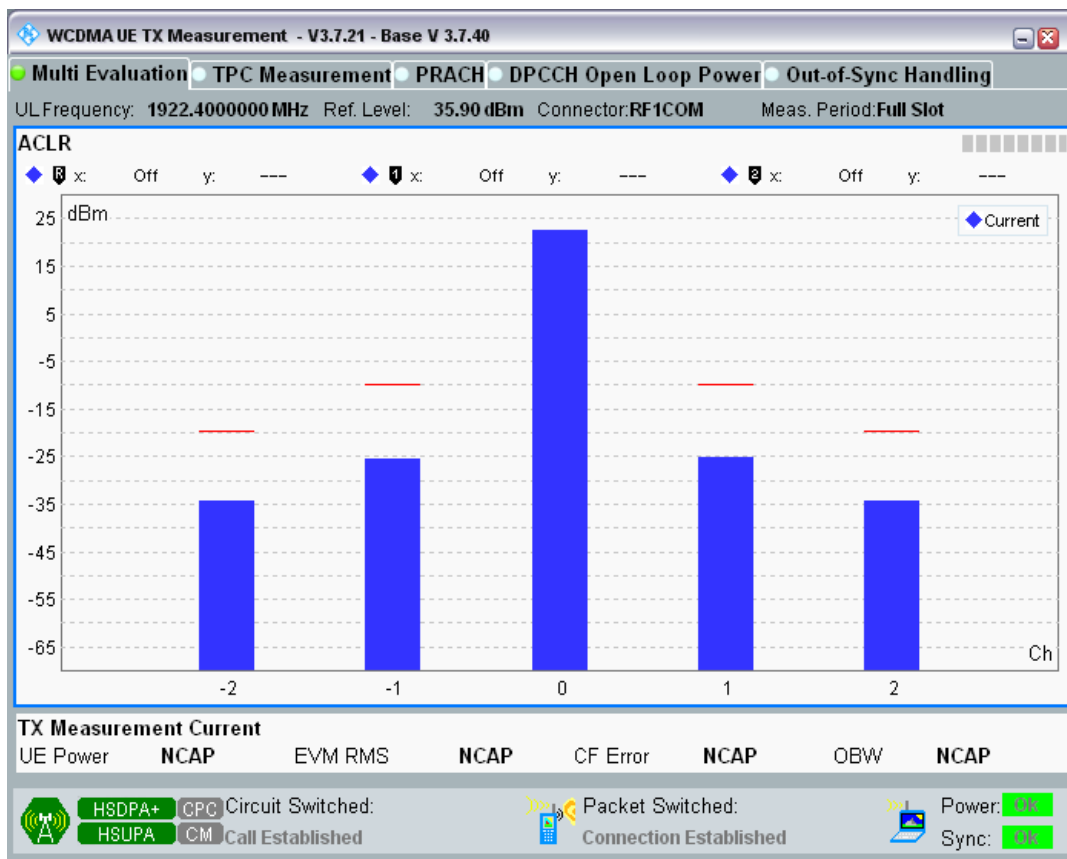 WCDMA UE TX Measurement - V3.7.21 - Base V 3.7.40
Multi Evaluation TPC Measurement PRACH DPCCH Open Loop Power Out-of-Sync Handling
UL Frequency: 1922.4000000 MHz Ref. Level: 35.90 dBm Connector:RF1COM Meas. Period:Full Slot
ACLR
R x: Off y: --- 1 x: Off y: --- 2 x: Off y: ---
dBm
Current
25
15
5
-5
-15
-25
-35
-45
-55
-65
Ch
-2 -1 0 1 2
TX Measurement Current
UE Power NCAP EVM RMS NCAP CF Error NCAP OBW NCAP
HSDPA+ CPC Circuit Switched: Packet Switched: Power: OK
HSUPA CM Call Established Connection Established Sync: OK